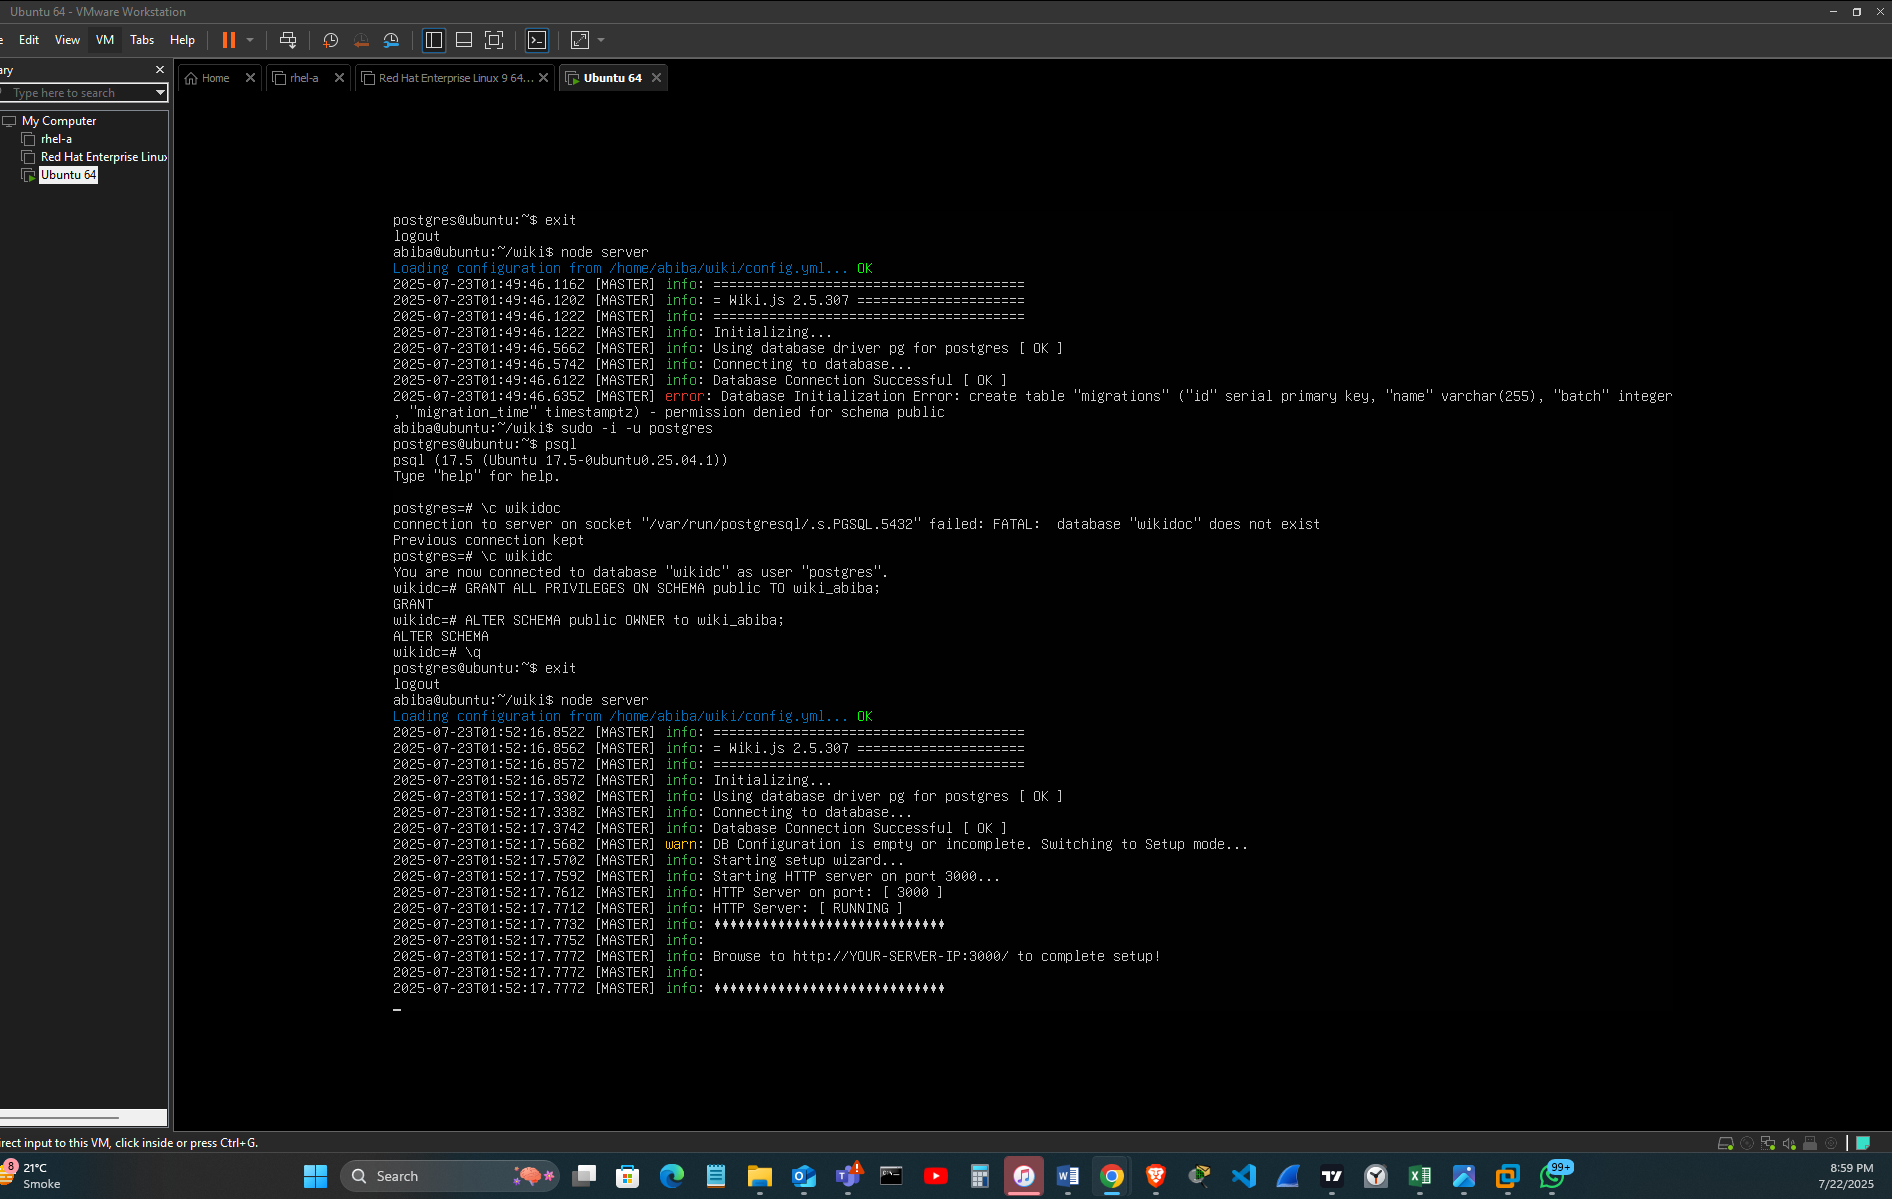 Ubuntu 64 - VMware Workstation
Edit View VM Tabs Help
ary
Type here to search
My Computer
rhel-a
Red Hat Enterprise Linux
Ubuntu 64
Home
rhel-a
Red Hat Enterprise Linux 9 64...
Ubuntu 64
postgres@ubuntu:~$ exit
logout
abiba@ubuntu:~/wiki$ node server
Loading configuration from /home/abiba/wiki/config.yml... OK
2025-07-23T01:49:46.116Z [MASTER] info: =======================================
2025-07-23T01:49:46.120Z [MASTER] info: = Wiki.js 2.5.307 =====================
2025-07-23T01:49:46.122Z [MASTER] info: =======================================
2025-07-23T01:49:46.122Z [MASTER] info: Initializing...
2025-07-23T01:49:46.566Z [MASTER] info: Using database driver pg for postgres [ OK ]
2025-07-23T01:49:46.574Z [MASTER] info: Connecting to database...
2025-07-23T01:49:46.612Z [MASTER] info: Database Connection Successful [ OK ]
2025-07-23T01:49:46.635Z [MASTER] error: Database Initialization Error: create table "migrations" ("id" serial primary key, "name" varchar(255), "batch" integer
, "migration_time" timestamptz) - permission denied for schema public
abiba@ubuntu:~/wiki$ sudo -i -u postgres
postgres@ubuntu:~$ psql
psql (17.5 (Ubuntu 17.5-0ubuntu0.25.04.1))
Type "help" for help.
postgres=# \c wikidoc
connection to server on socket "/var/run/postgresql/.s.PGSQL.5432" failed: FATAL:  database "wikidoc" does not exist
Previous connection kept
postgres=# \c wikidc
You are now connected to database "wikidc" as user "postgres".
wikidc=# GRANT ALL PRIVILEGES ON SCHEMA public TO wiki_abiba;
GRANT
wikidc=# ALTER SCHEMA public OWNER to wiki_abiba;
ALTER SCHEMA
wikidc=# \q
postgres@ubuntu:~$ exit
logout
abiba@ubuntu:~/wiki$ node server
Loading configuration from /home/abiba/wiki/config.yml... OK
2025-07-23T01:52:16.852Z [MASTER] info: =======================================
2025-07-23T01:52:16.856Z [MASTER] info: = Wiki.js 2.5.307 =====================
2025-07-23T01:52:16.857Z [MASTER] info: =======================================
2025-07-23T01:52:16.857Z [MASTER] info: Initializing...
2025-07-23T01:52:17.330Z [MASTER] info: Using database driver pg for postgres [ OK ]
2025-07-23T01:52:17.338Z [MASTER] info: Connecting to database...
2025-07-23T01:52:17.374Z [MASTER] info: Database Connection Successful [ OK ]
2025-07-23T01:52:17.568Z [MASTER] warn: DB Configuration is empty or incomplete. Switching to Setup mode...
2025-07-23T01:52:17.570Z [MASTER] info: Starting setup wizard...
2025-07-23T01:52:17.759Z [MASTER] info: Starting HTTP server on port 3000...
2025-07-23T01:52:17.761Z [MASTER] info: HTTP Server on port: [ 3000 ]
2025-07-23T01:52:17.771Z [MASTER] info: HTTP Server: [ RUNNING ]
2025-07-23T01:52:17.773Z [MASTER] info: ♦♦♦♦♦♦♦♦♦♦♦♦♦♦♦♦♦♦♦♦♦♦♦♦♦♦♦♦♦
2025-07-23T01:52:17.775Z [MASTER] info:
2025-07-23T01:52:17.777Z [MASTER] info: Browse to http://YOUR-SERVER-IP:3000/ to complete setup!
2025-07-23T01:52:17.777Z [MASTER] info:
2025-07-23T01:52:17.777Z [MASTER] info: ♦♦♦♦♦♦♦♦♦♦♦♦♦♦♦♦♦♦♦♦♦♦♦♦♦♦♦♦♦
rect input to this VM, click inside or press Ctrl+G.
8
21°C
Smoke
Search
99+
8:59 PM
7/22/2025